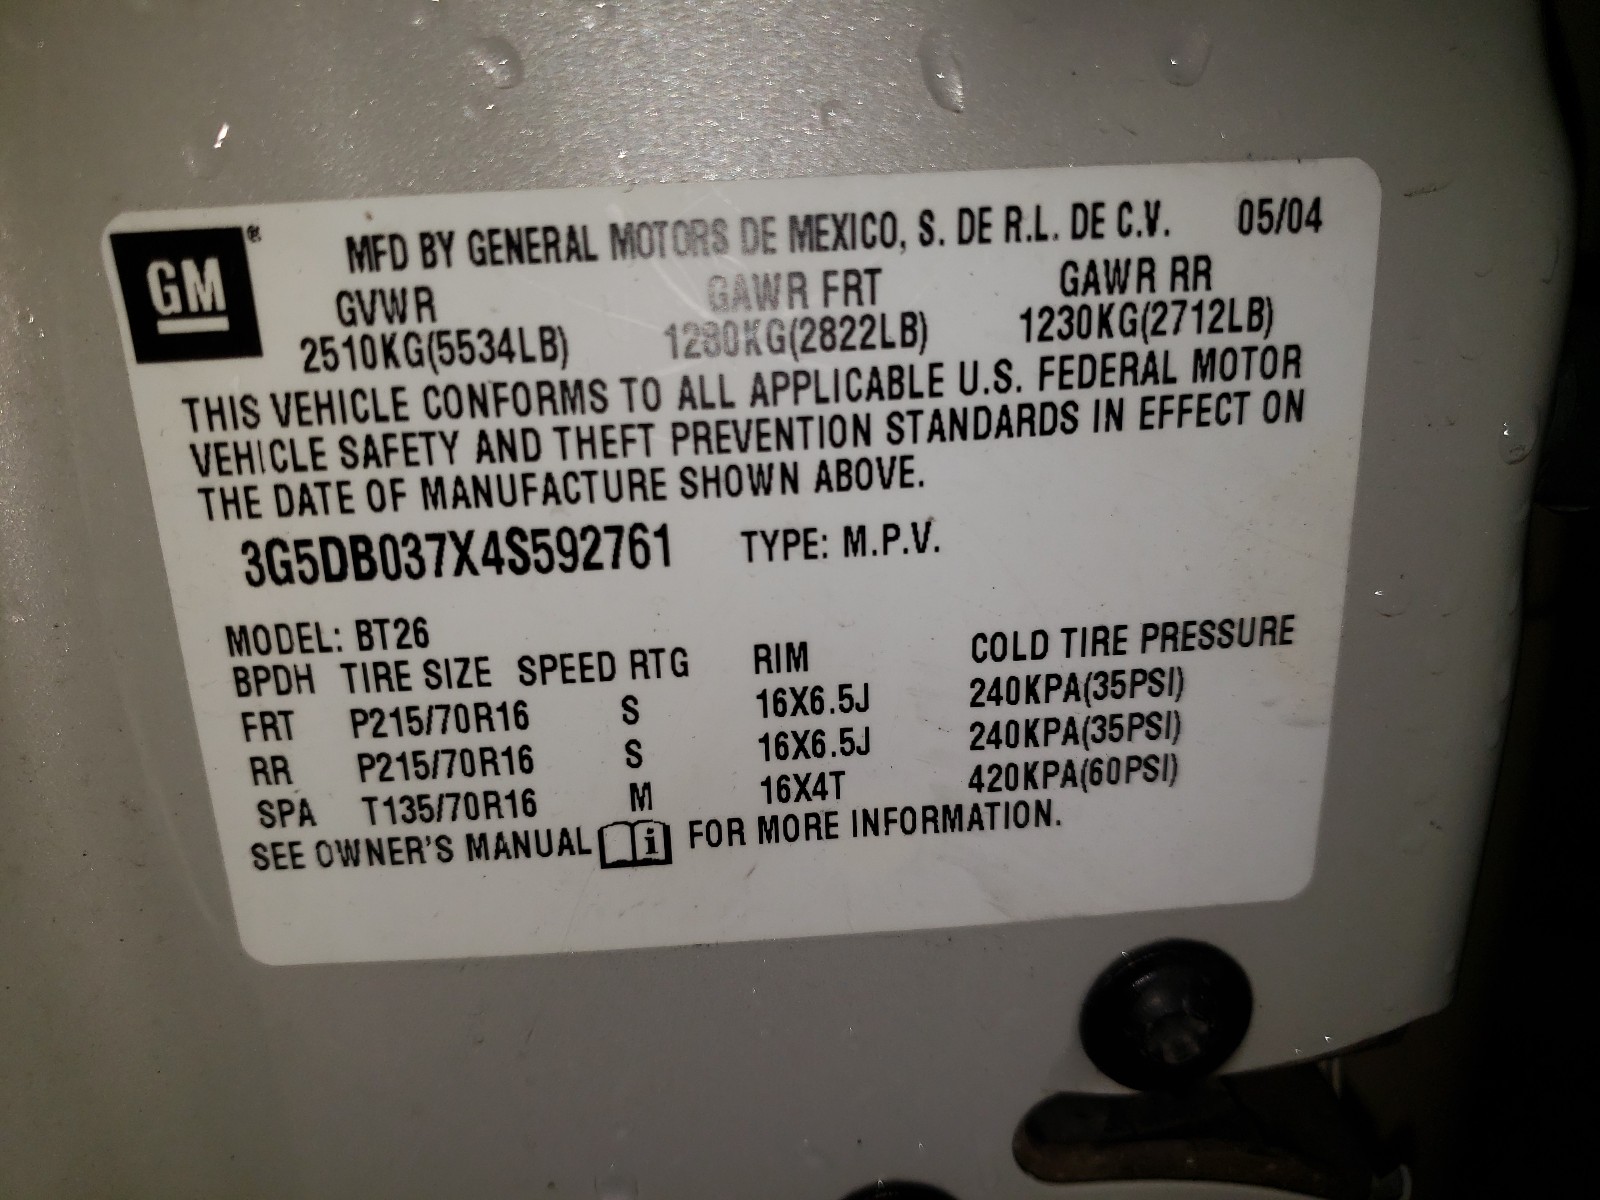 GM®
MFD BY GENERAL MOTORS DE MEXICO, S. DE R.L. DE C.V. 05/04
GVWR GAWR FRT GAWR RR
2510KG(5534LB) 1280KG(2822LB) 1230KG(2712LB)
THIS VEHICLE CONFORMS TO ALL APPLICABLE U.S. FEDERAL MOTOR
VEHICLE SAFETY AND THEFT PREVENTION STANDARDS IN EFFECT ON
THE DATE OF MANUFACTURE SHOWN ABOVE.
3G5DB037X4S592761 TYPE: M.P.V.
MODEL: BT26
BPDH TIRE SIZE SPEED RTG RIM COLD TIRE PRESSURE
FRT P215/70R16 S 16X6.5J 240KPA(35PSI)
RR P215/70R16 S 16X6.5J 240KPA(35PSI)
SPA T135/70R16 M 16X4T 420KPA(60PSI)
SEE OWNER'S MANUAL i FOR MORE INFORMATION.